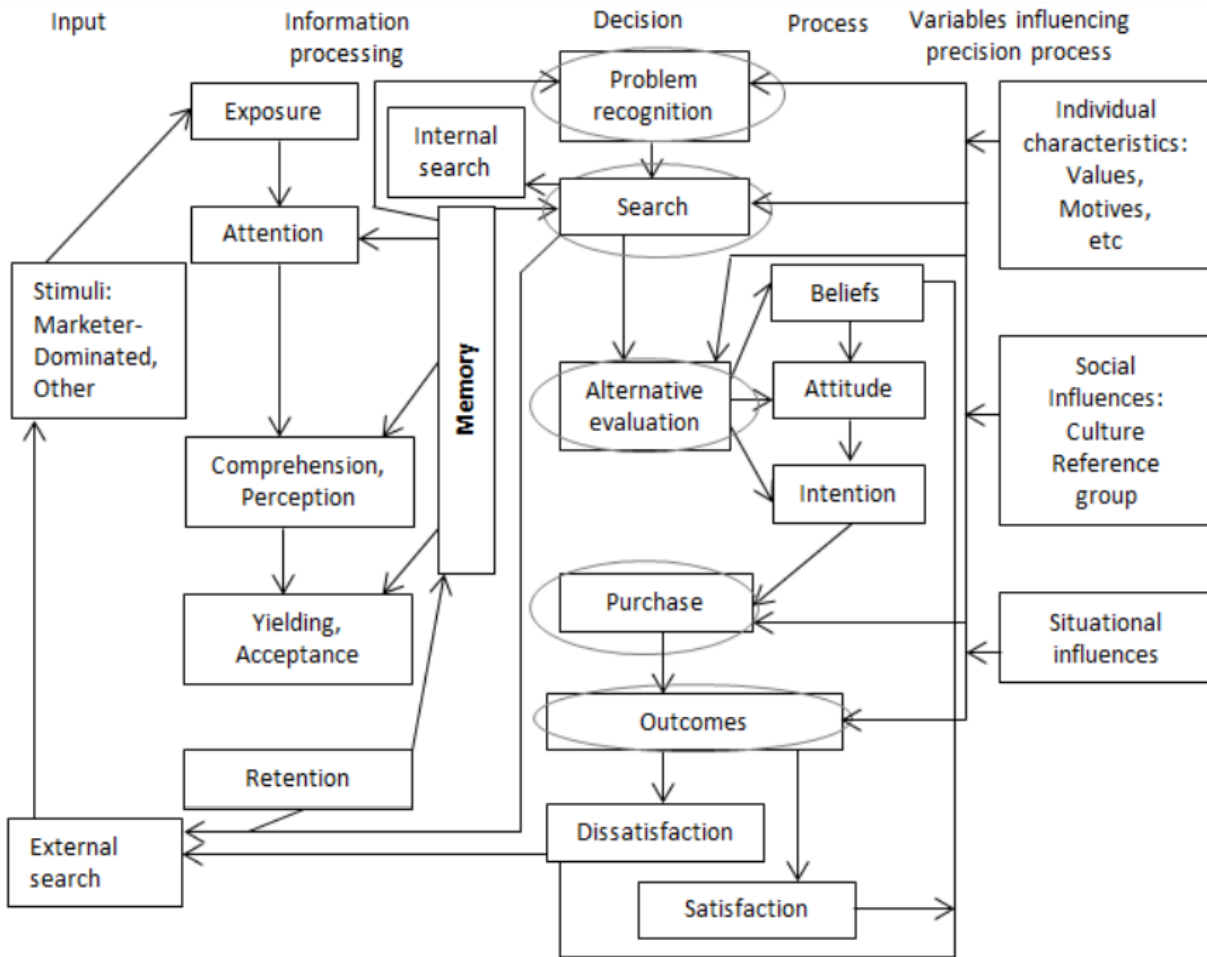 Input
Information
processing
Decision
Process
Variables influencing
precision process
Exposure
Attention
Stimuli:
Marketer-
Dominated,
Other
Comprehension,
Perception
Yielding,
Acceptance
Retention
External
search
Internal
search
Memory
Problem
recognition
Search
Alternative
evaluation
Beliefs
Attitude
Intention
Purchase
Outcomes
Dissatisfaction
Satisfaction
Individual
characteristics:
Values,
Motives,
etc
Social
Influences:
Culture
Reference
group
Situational
influences